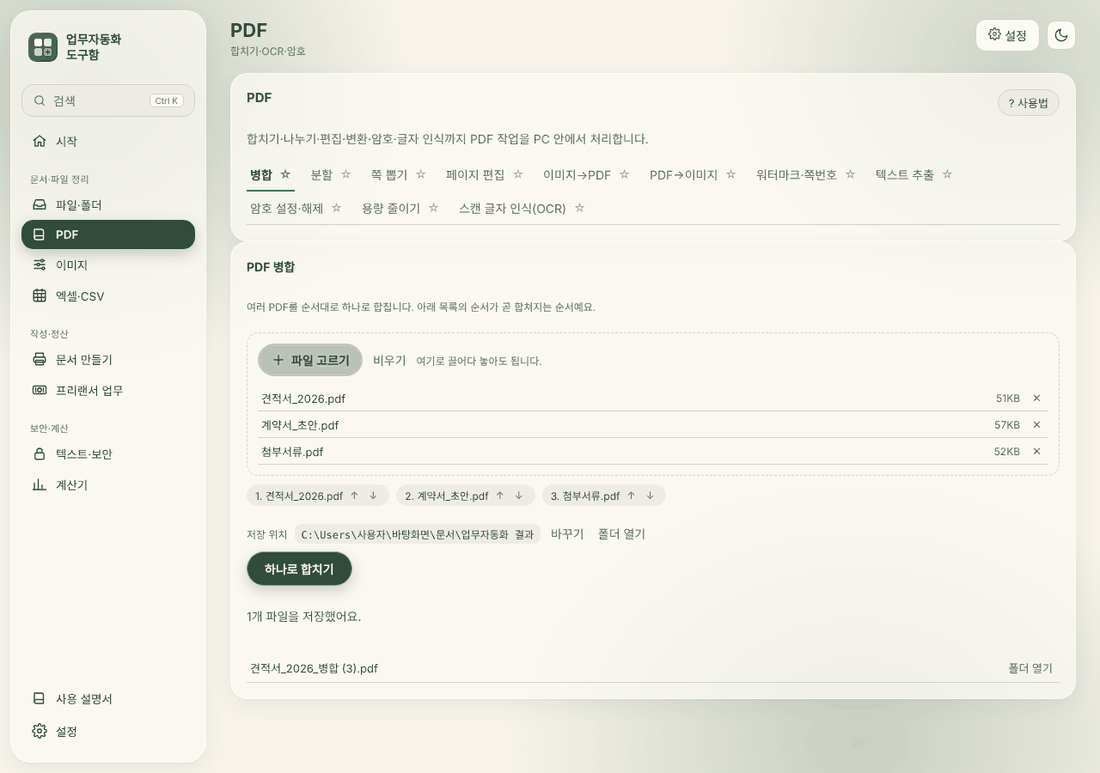 업무자동화
도구함
검색 Ctrl K
시작
문서·파일 정리
파일·폴더
PDF
이미지
엑셀·CSV
작성·정산
문서 만들기
프리랜서 업무
보안·계산
텍스트·보안
계산기
사용 설명서
설정
PDF
합치기·OCR·암호
설정
PDF
? 사용법
합치기·나누기·편집·변환·암호·글자 인식까지 PDF 작업을 PC 안에서 처리합니다.
병합 ☆ 분할 ☆ 쪽 뽑기 ☆ 페이지 편집 ☆ 이미지→PDF ☆ PDF→이미지 ☆ 워터마크·쪽번호 ☆ 텍스트 추출 ☆
암호 설정·해제 ☆ 용량 줄이기 ☆ 스캔 글자 인식(OCR) ☆
PDF 병합
여러 PDF를 순서대로 하나로 합칩니다. 아래 목록의 순서가 곧 합쳐지는 순서예요.
+ 파일 고르기 비우기 여기로 끌어다 놓아도 됩니다.
견적서_2026.pdf 51KB ×
계약서_초안.pdf 57KB ×
첨부서류.pdf 52KB ×
1. 견적서_2026.pdf ↑ ↓ 2. 계약서_초안.pdf ↑ ↓ 3. 첨부서류.pdf ↑ ↓
저장 위치 C:\Users\사용자\바탕화면\문서\업무자동화 결과 바꾸기 폴더 열기
하나로 합치기
1개 파일을 저장했어요.
견적서_2026_병합 (3).pdf 폴더 열기